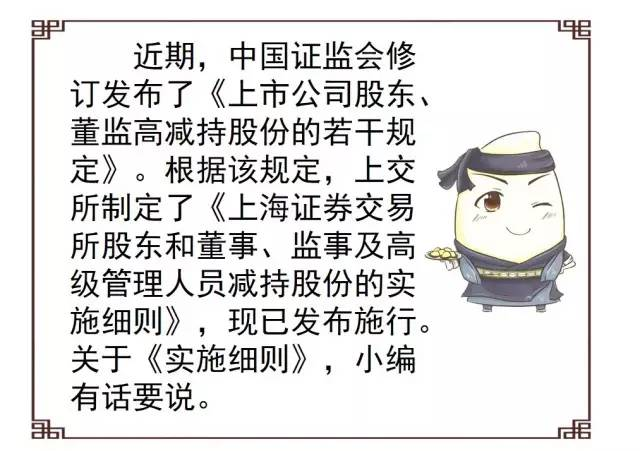 近期，中国证监会修
订发布了《上市公司股东、
董监高减持股份的若干规
定》。根据该规定，上交
所制定了《上海证券交易
所股东和董事、监事及高
级管理人员减持股份的实
施细则》，现已发布施行。
关于《实施细则》，小编
有话要说。